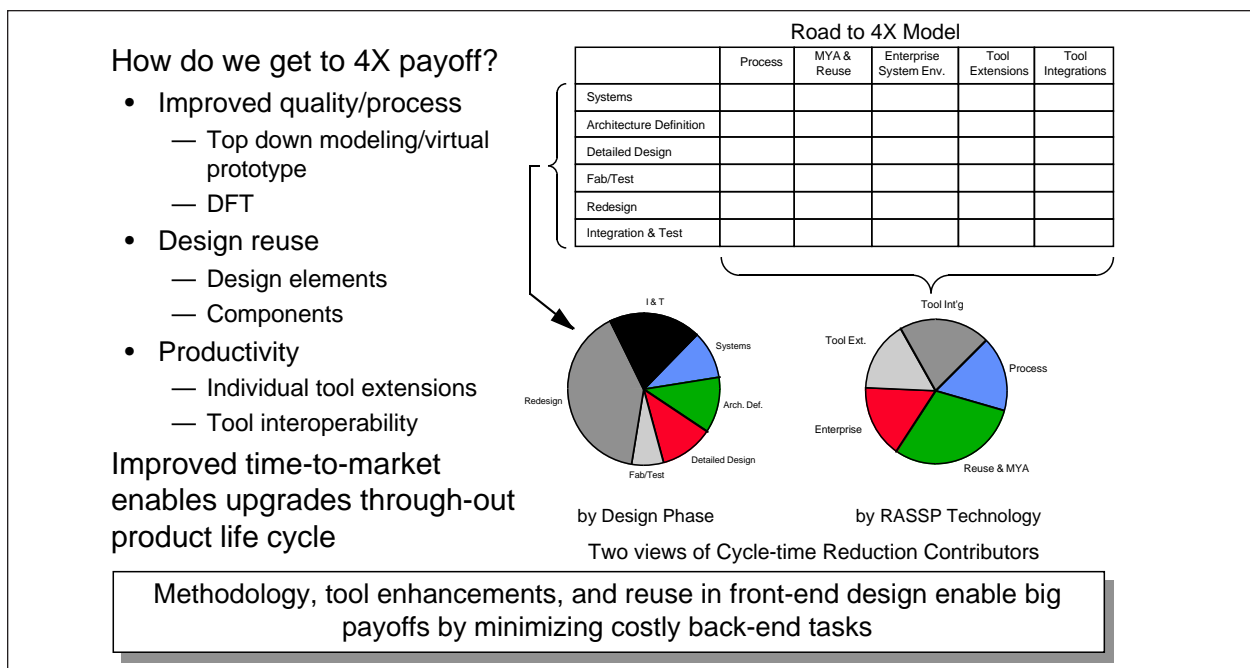 How do we get to 4X payoff?
• Improved quality/process
— Top down modeling/virtual
prototype
— DFT
• Design reuse
— Design elements
— Components
• Productivity
— Individual tool extensions
— Tool interoperability
Improved time-to-market
enables upgrades through-out
product life cycle
Road to 4X Model
Process
MYA &
Reuse
Enterprise
System Env.
Tool
Extensions
Tool
Integrations
Systems
Architecture Definition
Detailed Design
Fab/Test
Redesign
Integration & Test
I & T
Systems
Arch. Def.
Detailed Design
Fab/Test
Redesign
by Design Phase
Tool Int'g
Process
Reuse & MYA
Enterprise
Tool Ext.
by RASSP Technology
Two views of Cycle-time Reduction Contributors
Methodology, tool enhancements, and reuse in front-end design enable big
payoffs by minimizing costly back-end tasks